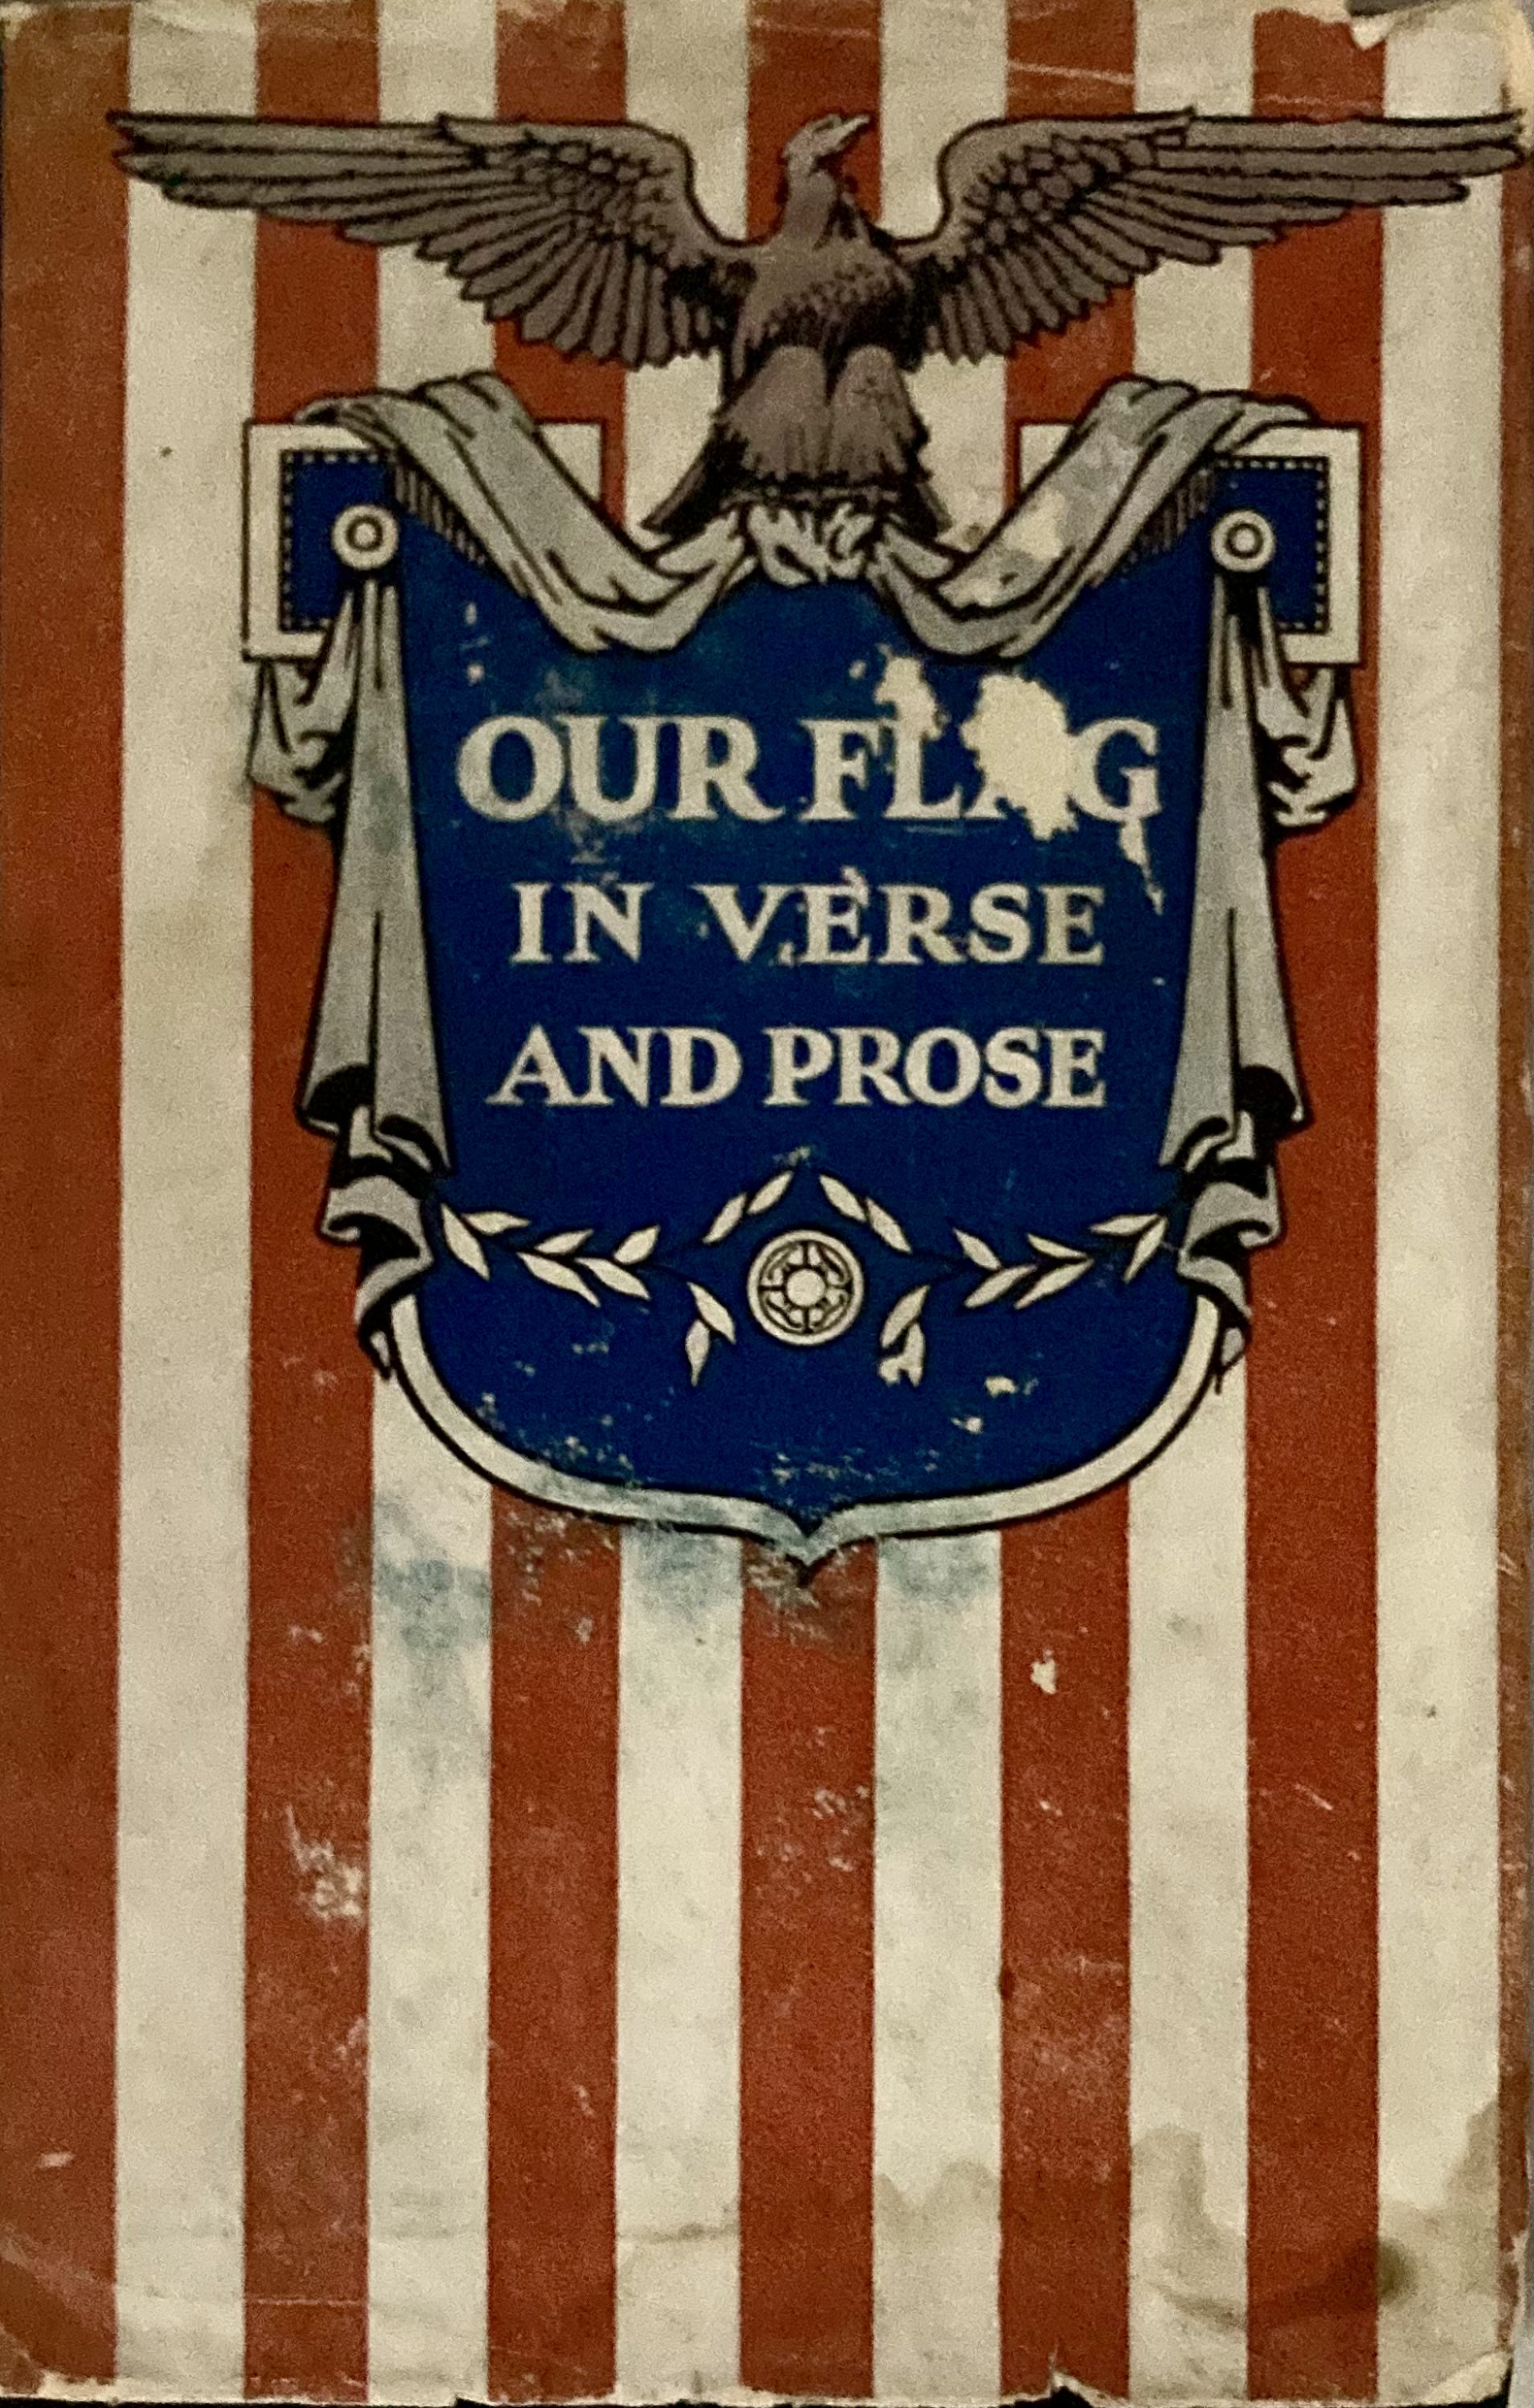 OUR FLAG
IN VERSE
AND PROSE